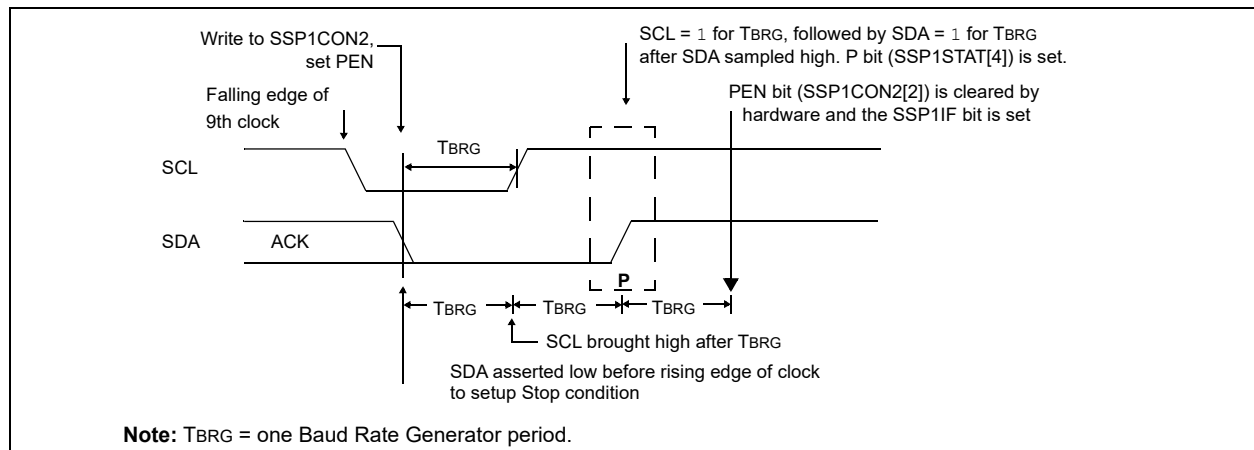 Write to SSP1CON2,
set PEN
SCL = 1 for TBRG, followed by SDA = 1 for TBRG
after SDA sampled high. P bit (SSP1STAT[4]) is set.
Falling edge of
9th clock
PEN bit (SSP1CON2[2]) is cleared by
hardware and the SSP1IF bit is set
TBRG
SCL
SDA
ACK
P
TBRG
TBRG
TBRG
SCL brought high after TBRG
SDA asserted low before rising edge of clock
to setup Stop condition
Note: TBRG = one Baud Rate Generator period.